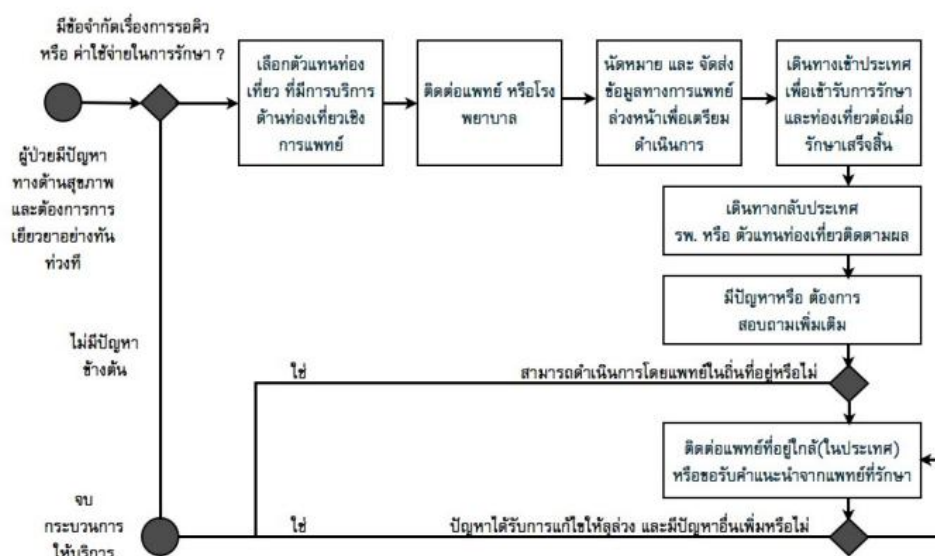 มีข้อจำกัดเรื่องการรอคิว
หรือ ค่าใช้จ่ายในการรักษา ?
ผู้ป่วยมีปัญหา
ทางด้านสุขภาพ
และต้องการการ
เยียวยาอย่างทัน
ท่วงที
เลือกตัวแทนท่อง
เที่ยว ที่มีการบริการ
ด้านท่องเที่ยวเชิง
การแพทย์
ติดต่อแพทย์ หรือโรง
พยาบาล
นัดหมาย และ จัดส่ง
ข้อมูลทางการแพทย์
ล่วงหน้าเพื่อเตรียม
ดำเนินการ
เดินทางเข้าประเทศ
เพื่อเข้ารับการรักษา
และท่องเที่ยวต่อเมื่อ
รักษาเสร็จสิ้น
เดินทางกลับประเทศ
รพ. หรือ ตัวแทนท่องเที่ยวติดตามผล
มีปัญหาหรือ ต้องการ
สอบถามเพิ่มเติม
ไม่มีปัญหา
ข้างต้น
ใช่
สามารถดำเนินการโดยแพทย์ในถิ่นที่อยู่หรือไม่
ติดต่อแพทย์ที่อยู่ใกล้(ในประเทศ)
หรือขอรับคำแนะนำจากแพทย์ที่รักษา
จบ
กระบวนการ
ให้บริการ
ใช่
ปัญหาได้รับการแก้ไขให้ลุล่วง และมีปัญหาอื่นเพิ่มหรือไม่